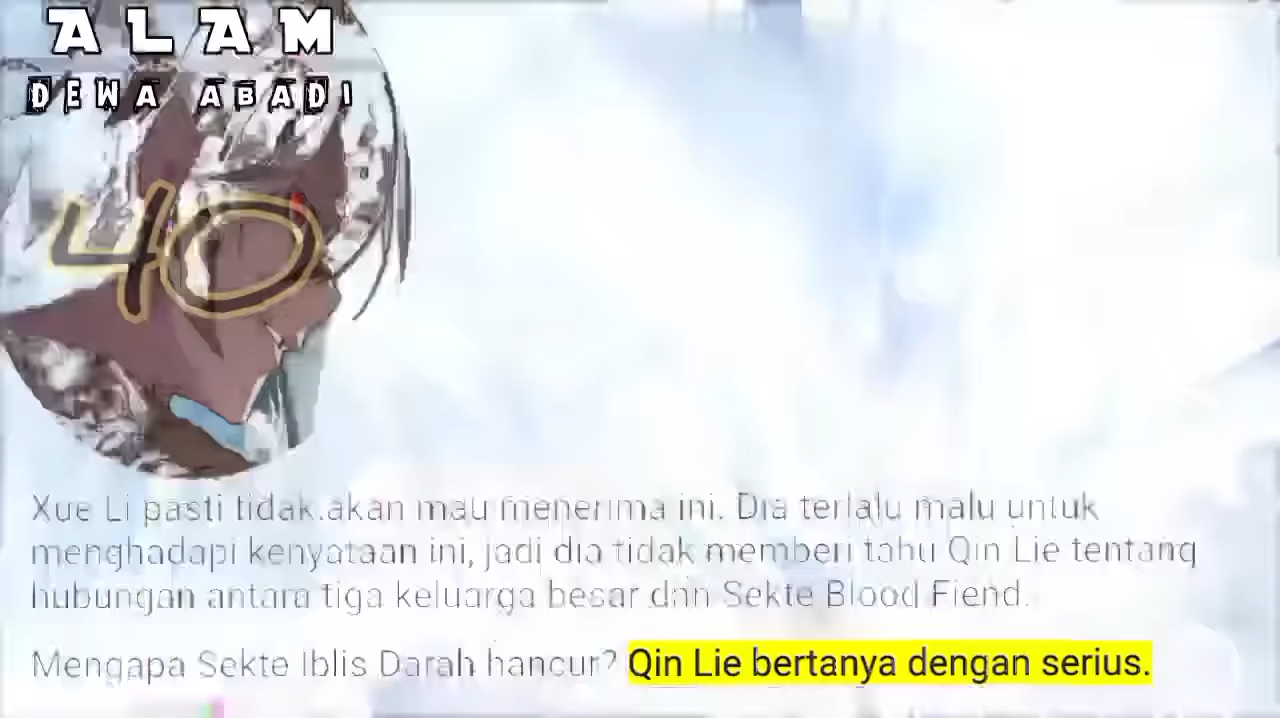 ALAM
DEWA ABADI
40
Xue Li pasti tidak.akan mau menerima ini. Dia terlalu malu untuk
menghadapi kenyataan ini, jadi dia tidak memberi tahu Qin Lie tentang
hubungan antara tiga keluarga besar dan Sekte Blood Fiend.
Mengapa Sekte Iblis Darah hancur? Qin Lie bertanya dengan serius.